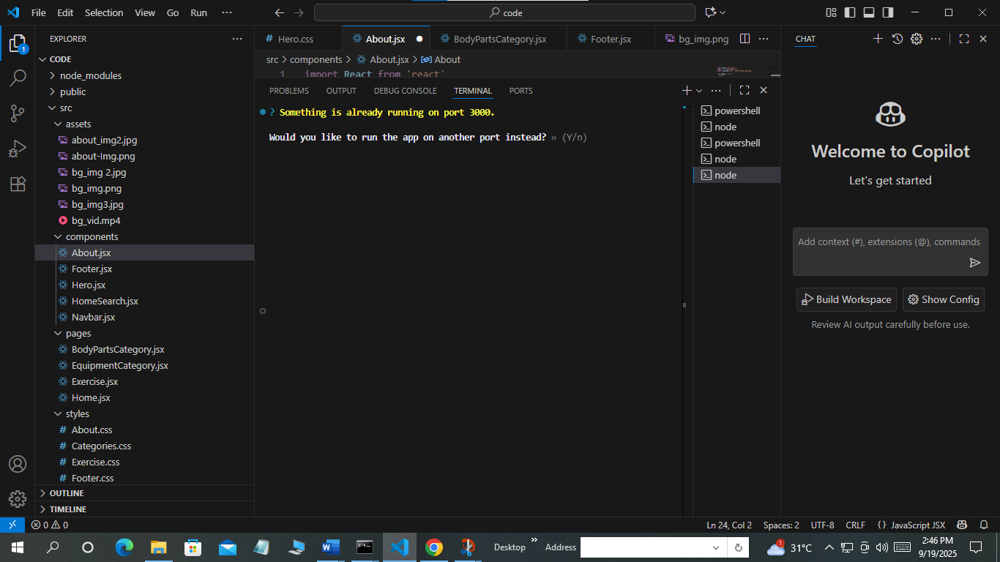 File Edit Selection View Go Run ···
code
EXPLORER
CODE
node_modules
public
src
assets
about_img2.jpg
about-Img.png
bg_img 2.jpg
bg_img.png
bg_img3.jpg
bg_vid.mp4
components
About.jsx
Footer.jsx
Hero.jsx
HomeSearch.jsx
Navbar.jsx
pages
BodyPartsCategory.jsx
EquipmentCategory.jsx
Exercise.jsx
Home.jsx
styles
# About.css
# Categories.css
# Exercise.css
# Footer.css
OUTLINE
TIMELINE
1
# Hero.css
About.jsx
BodyPartsCategory.jsx
Footer.jsx
bg_img.png
src > components > About.jsx > About
1 import React from 'react'
PROBLEMS OUTPUT DEBUG CONSOLE TERMINAL PORTS
? Something is already running on port 3000.
Would you like to run the app on another port instead? » (Y/n)
powershell
node
powershell
node
node
CHAT
Welcome to Copilot
Let's get started
Add context (#), extensions (@), commands
Build Workspace
Show Config
Review AI output carefully before use.
0 0
Ln 24, Col 2 Spaces: 2 UTF-8 CRLF { } JavaScript JSX
Desktop » Address
1
31°C
2:46 PM
9/19/2025